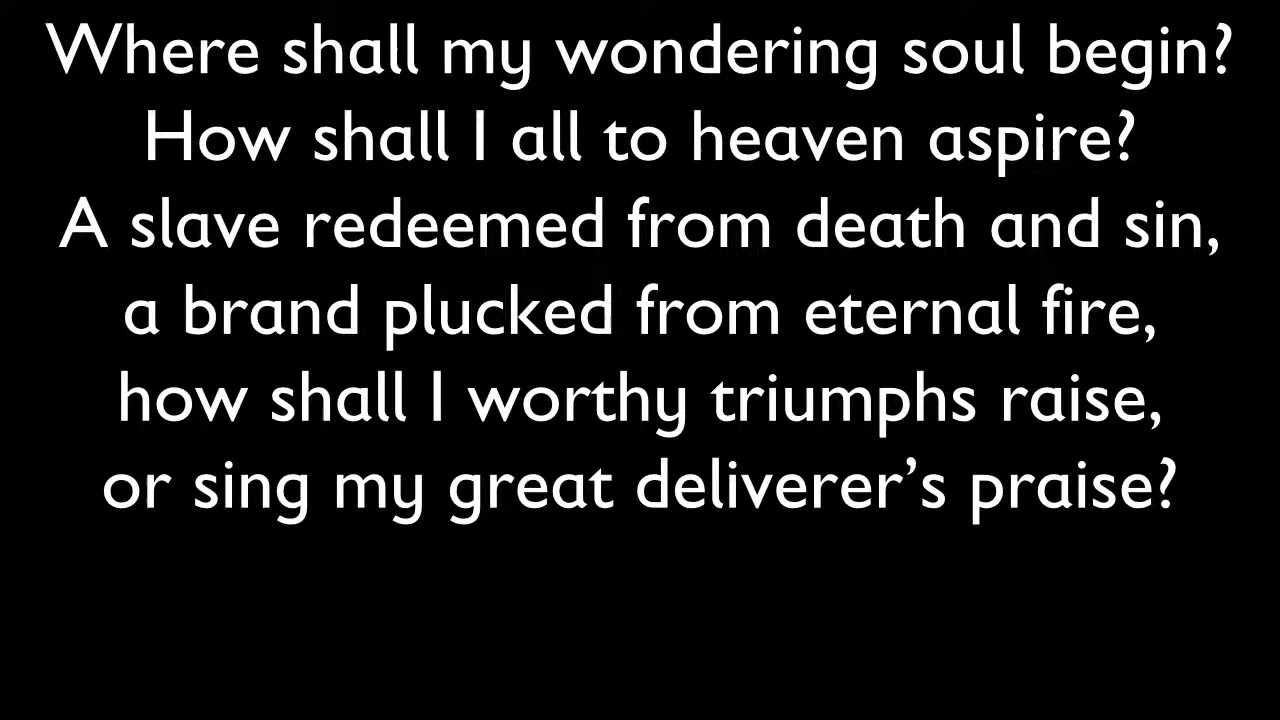 Where shall my wondering soul begin?
How shall I all to heaven aspire?
A slave redeemed from death and sin,
a brand plucked from eternal fire,
how shall I worthy triumphs raise,
or sing my great deliverer’s praise?